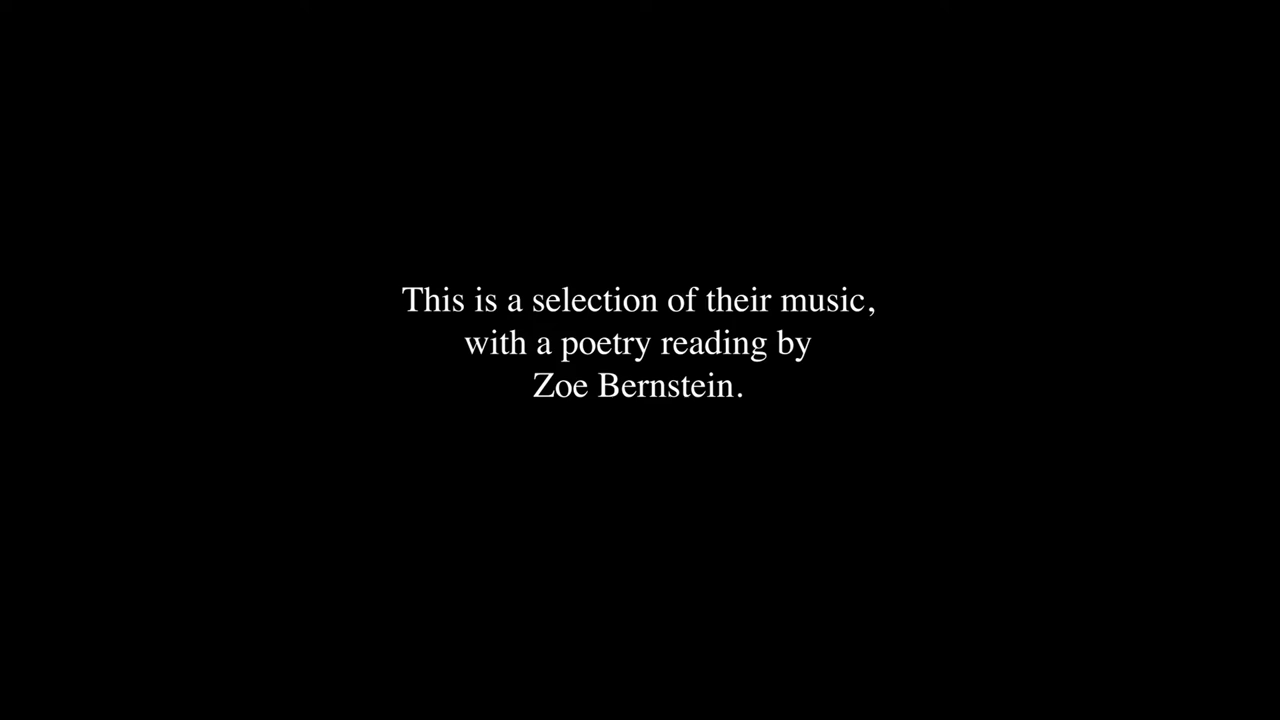 This is a selection of their music,
with a poetry reading by
Zoe Bernstein.